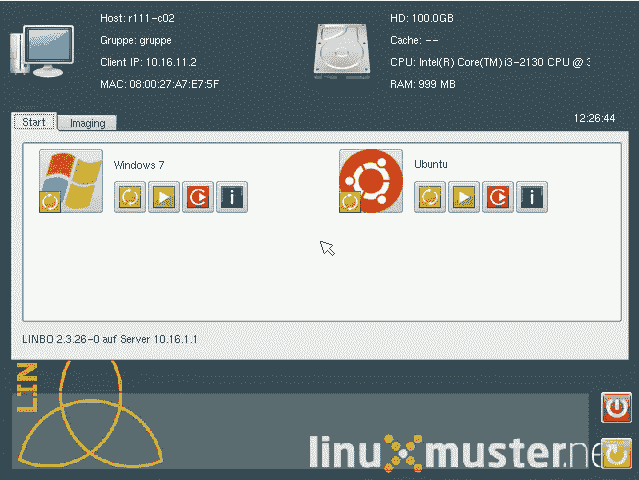 Host: r111-c02
HD: 100.0GB
Gruppe: gruppe
Cache: --
Client IP: 10.16.11.2
CPU: Intel(R) Core(TM) i3-2130 CPU @
MAC: 08:00:27:A7:E7:5F
RAM: 999 MB
Start
Imaging
12:26:44
Windows 7
Ubuntu
i
i
LINBO 2.3.26-0 auf Server 10.16.1.1
LIN
linuxmuster.ne